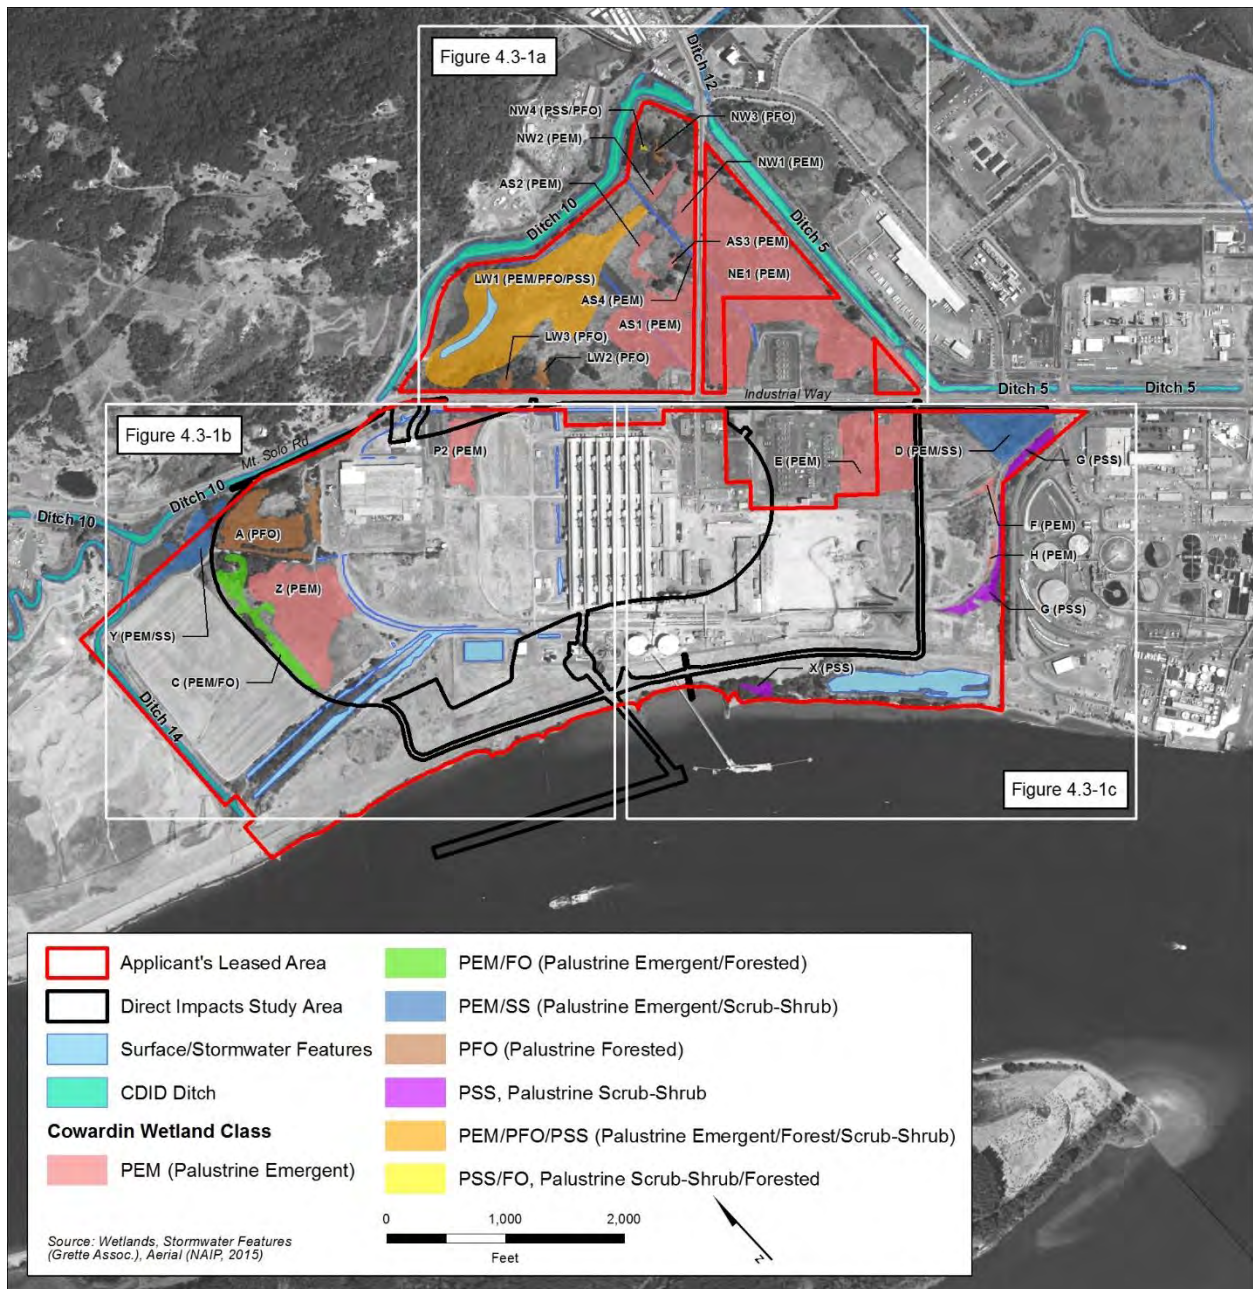 Figure 4.3-1a
Ditch 12
NW4 (PSS/PFO)
NW3 (PFO)
NW2 (PEM)
NW1 (PEM)
AS2 (PEM)
Ditch 10
Ditch 5
AS3 (PEM)
LW1 (PEM/PFO/PSS)
NE1 (PEM)
AS4 (PEM)
AS1 (PEM)
LW3 (PFO)
LW2 (PFO)
Industrial Way
Ditch 5
Ditch 5
Figure 4.3-1b
Mt. Solo Rd
P2 (PEM)
E (PEM)
D (PEM/SS)
G (PSS)
Ditch 10
Ditch 10
A (PFO)
F (PEM)
H (PEM)
Z (PEM)
G (PSS)
Y (PEM/SS)
C (PEM/FO)
X (PSS)
Ditch 14
Figure 4.3-1c
Applicant's Leased Area
Direct Impacts Study Area
Surface/Stormwater Features
CDID Ditch
Cowardin Wetland Class
PEM (Palustrine Emergent)
PEM/FO (Palustrine Emergent/Forested)
PEM/SS (Palustrine Emergent/Scrub-Shrub)
PFO (Palustrine Forested)
PSS, Palustrine Scrub-Shrub
PEM/PFO/PSS (Palustrine Emergent/Forest/Scrub-Shrub)
PSS/FO, Palustrine Scrub-Shrub/Forested
Source: Wetlands, Stormwater Features
(Grette Assoc.), Aerial (NAIP, 2015)
0 1,000 2,000
Feet
N